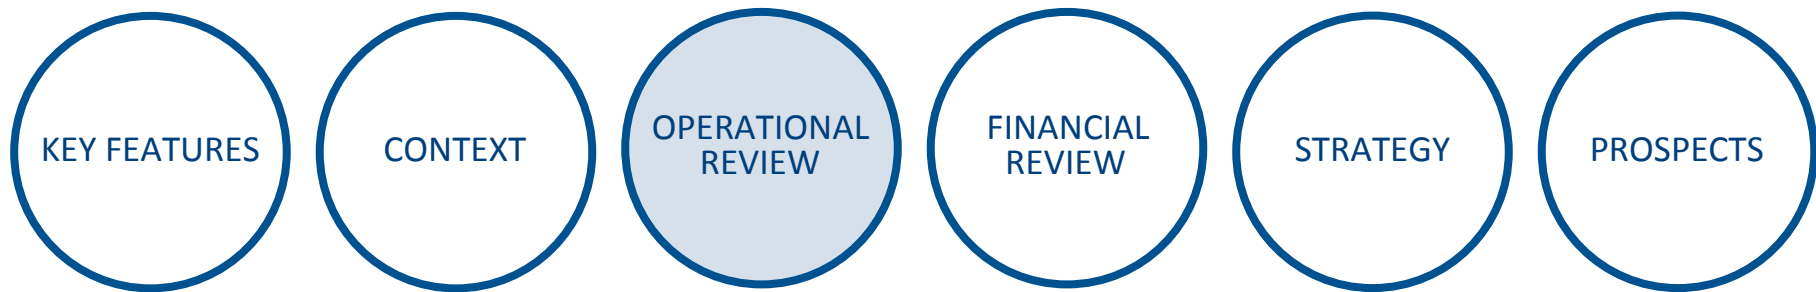 KEY FEATURES
CONTEXT
OPERATIONAL
REVIEW
FINANCIAL
REVIEW
STRATEGY
PROSPECTS